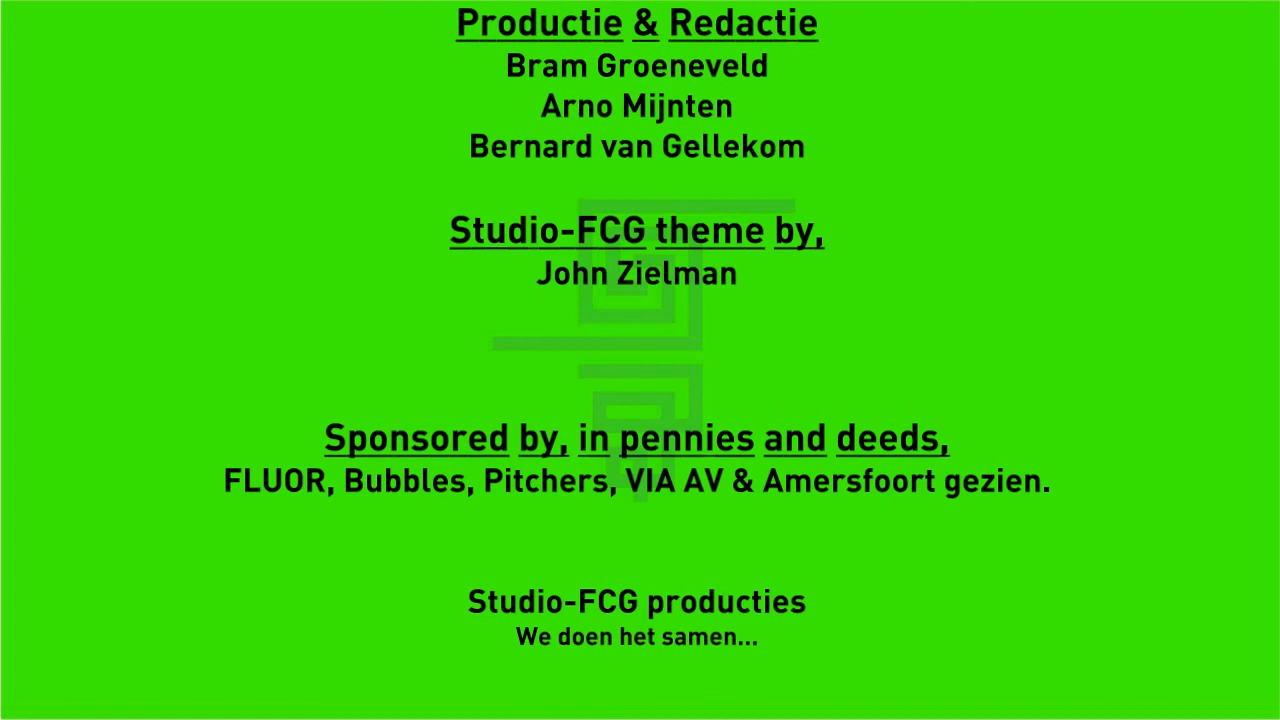 Productie & Redactie
Bram Groeneveld
Arno Mijnten
Bernard van Gellekom
Studio-FCG theme by,
John Zielman
Sponsored by, in pennies and deeds,
FLUOR, Bubbles, Pitchers, VIA AV & Amersfoort gezien.
Studio-FCG producties
We doen het samen...